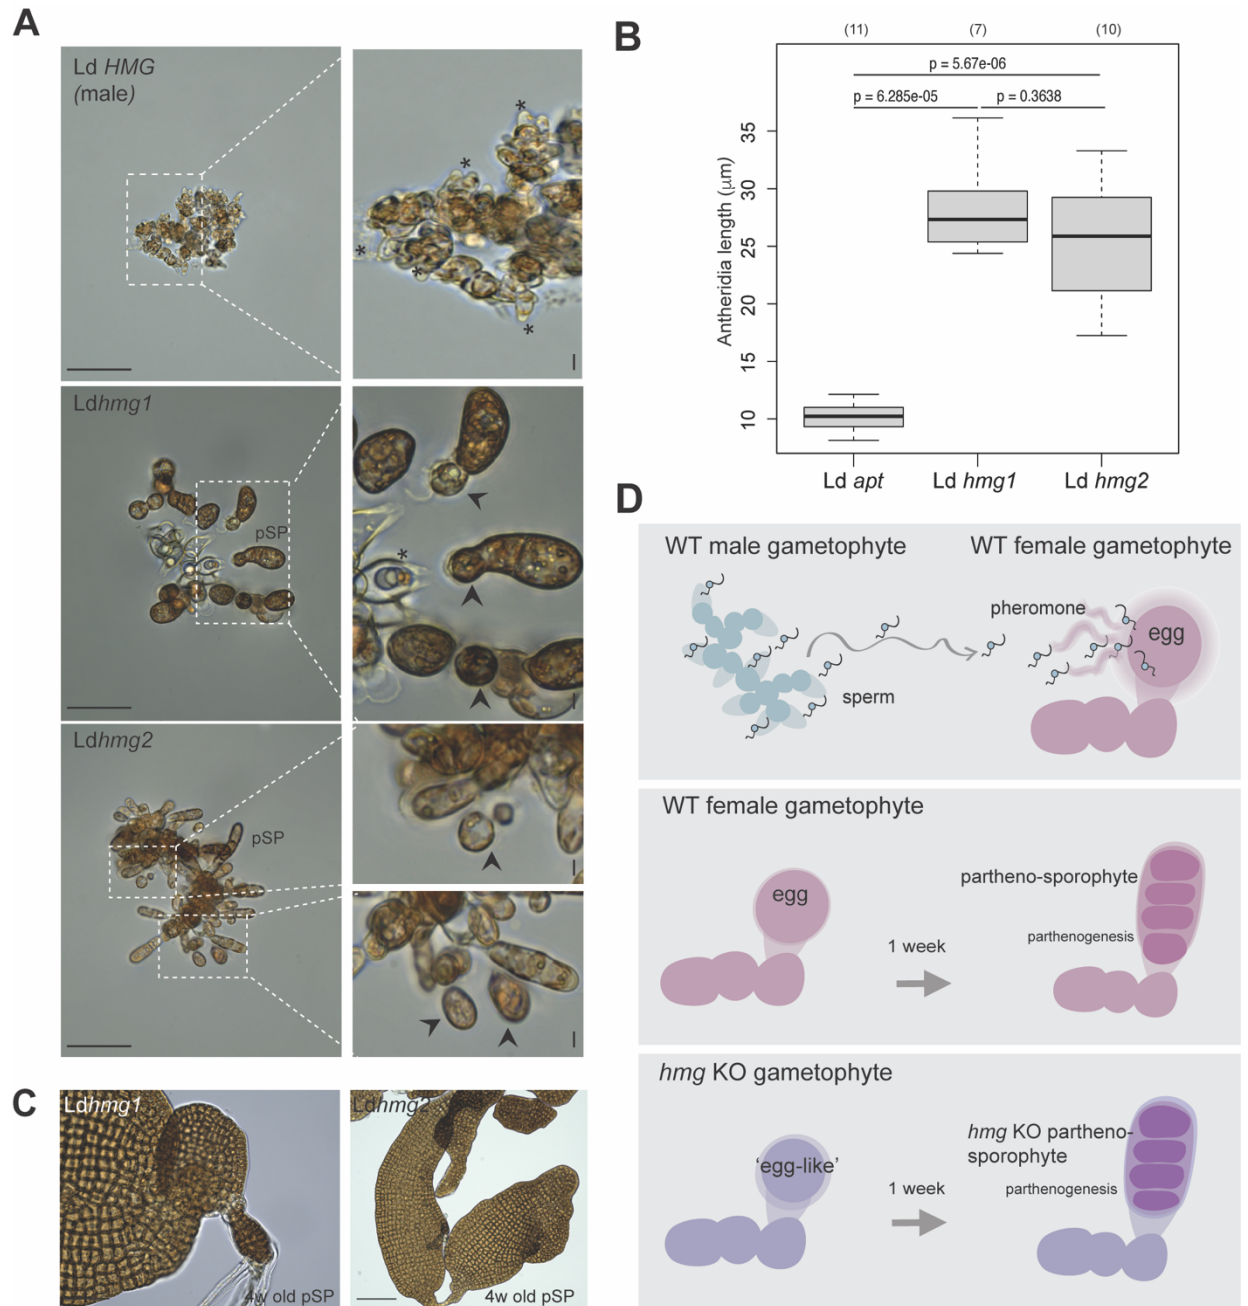 A
Ld HMG
(male)
*
*
*
*
*
Ldhmg1
pSP
*
Ldhmg2
pSP
B
(11)
(7)
(10)
p = 5.67e-06
p = 6.285e-05
p = 0.3638
Antheridia length (μm)
35
30
25
20
15
10
Ld apt
Ld hmg1
Ld hmg2
C
Ldhmg1
4w old pSP
Ldhmg2
4w old pSP
D
WT male gametophyte
WT female gametophyte
pheromone
egg
sperm
WT female gametophyte
egg
1 week
partheno-sporophyte
parthenogenesis
hmg KO gametophyte
'egg-like'
1 week
hmg KO partheno-
sporophyte
parthenogenesis